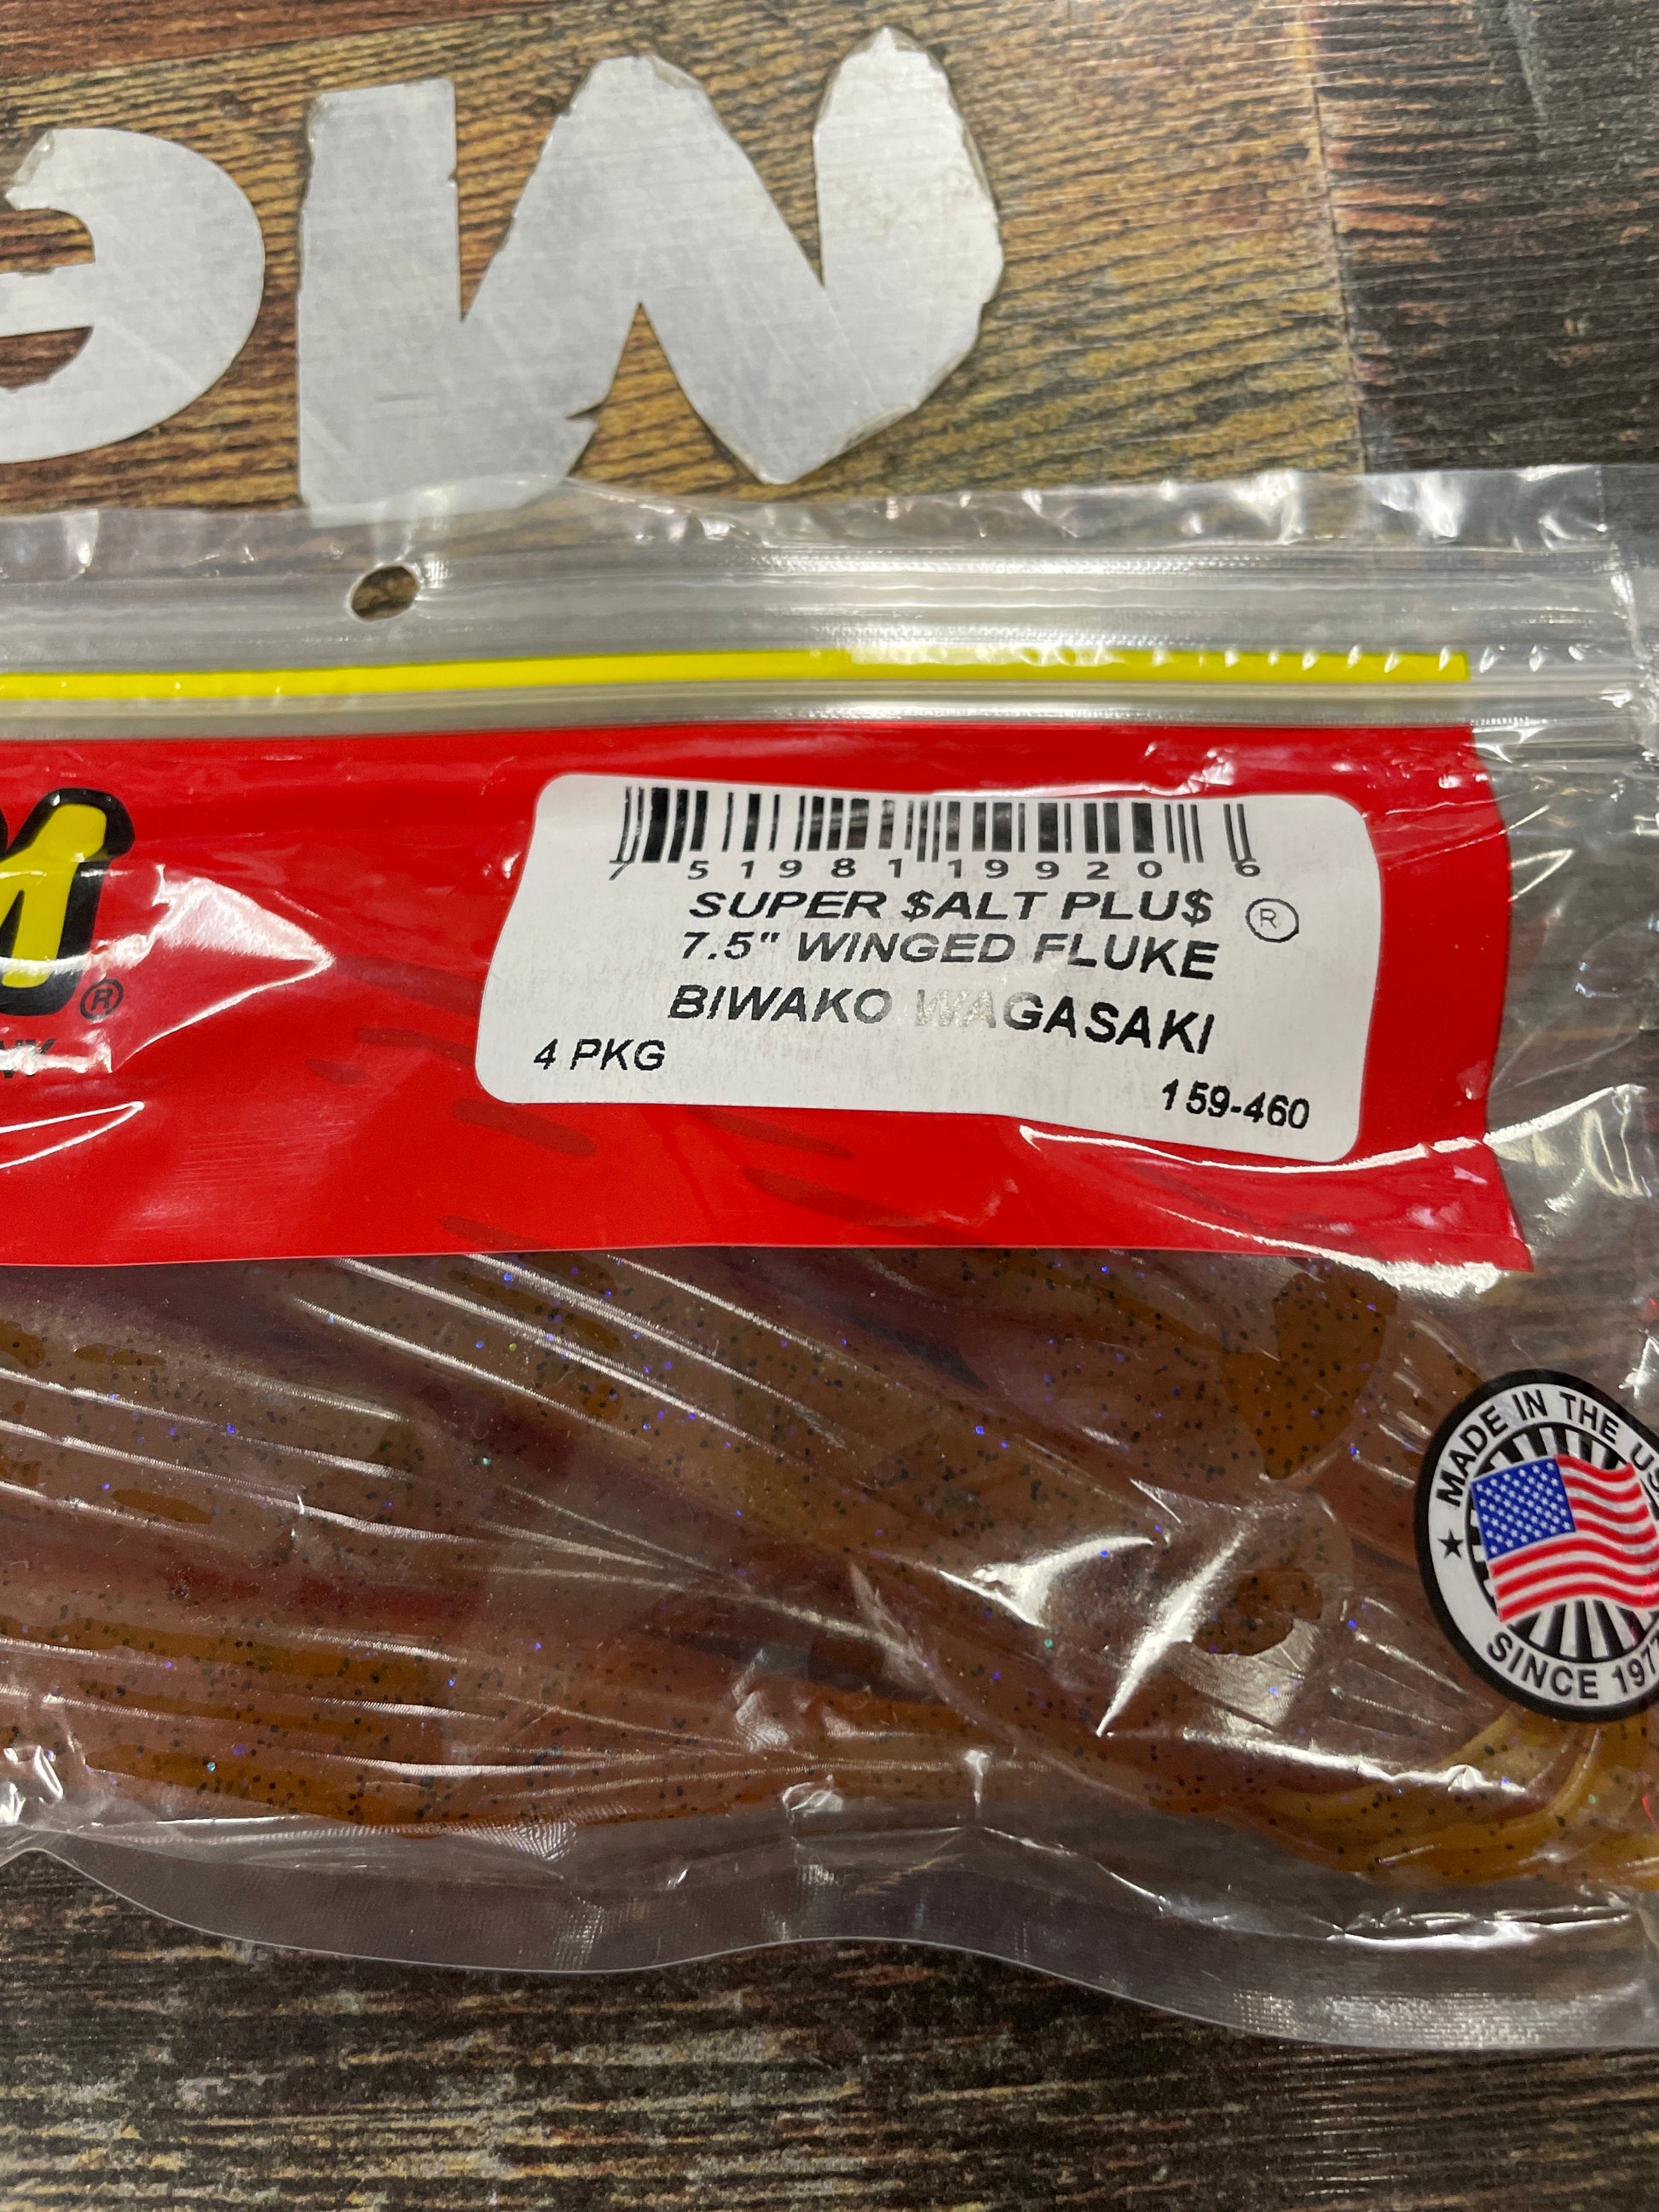 7 51981 19920 6
SUPER $ALT PLU$ ®
7.5" WINGED FLUKE
BIWAKO WAGASAKI
4 PKG
159-460
®
NY
MADE IN THE US
★
SINCE 197